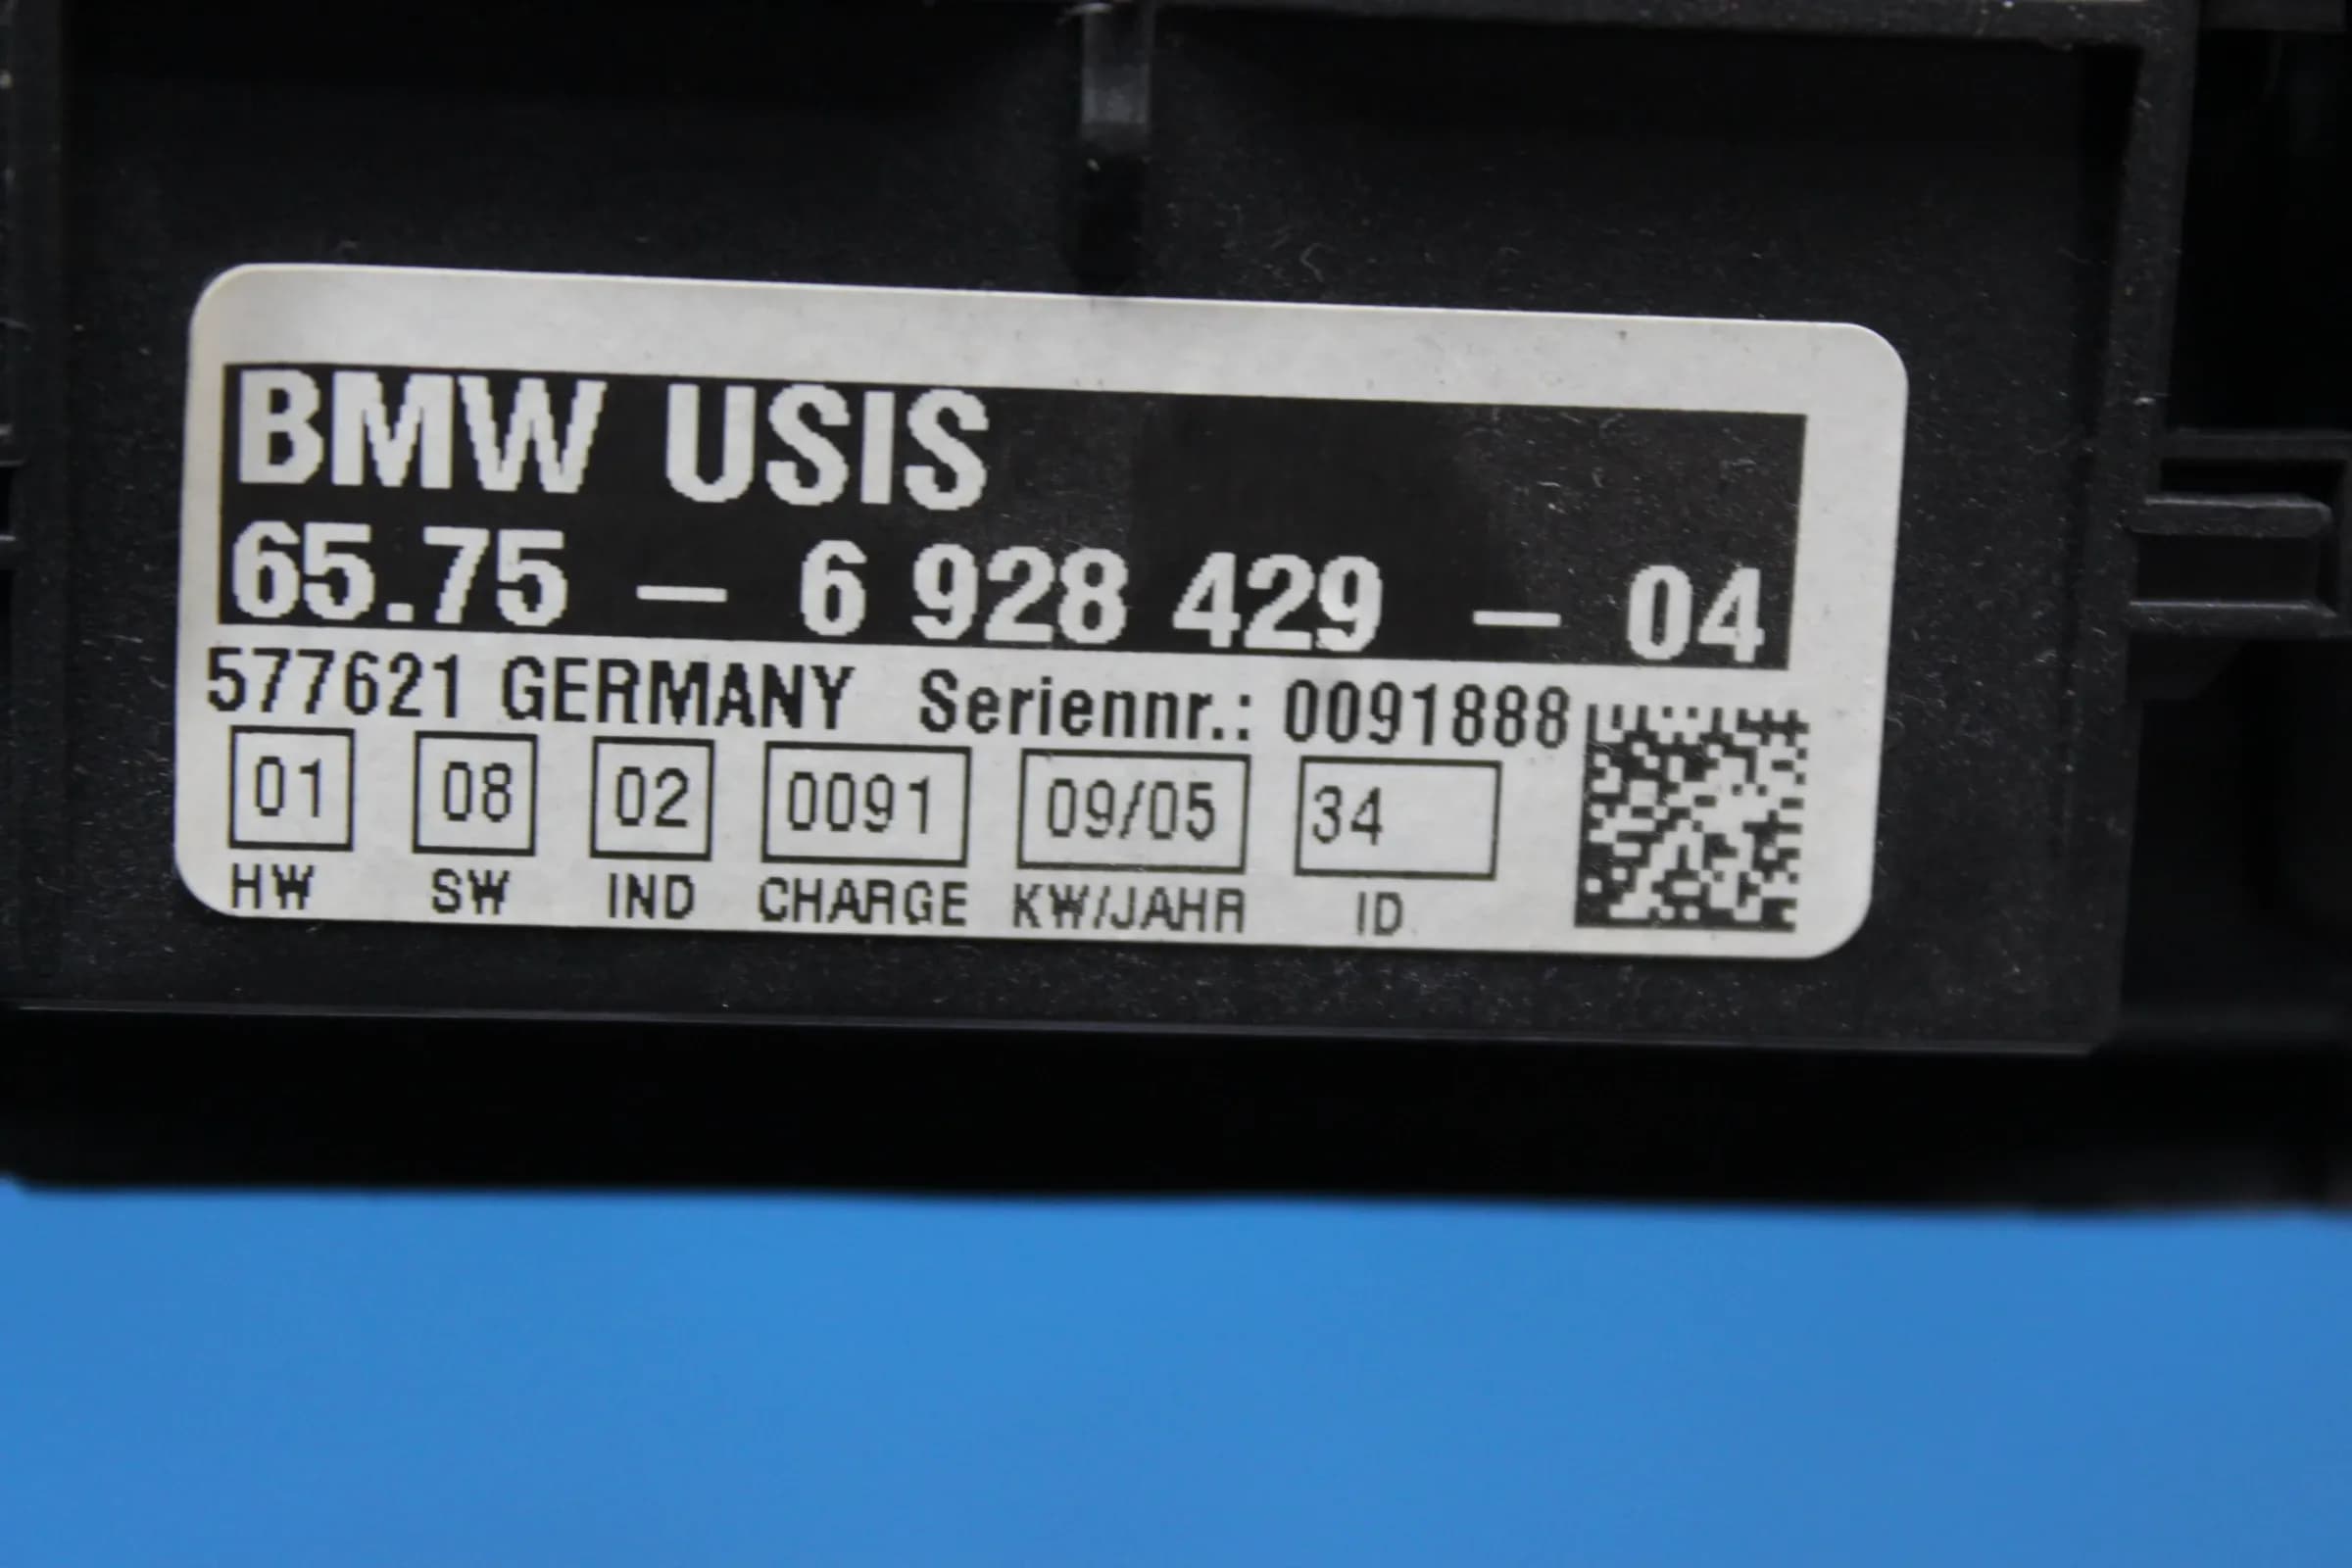 BMW USIS
65.75 – 6 928 429 – 04
577621 GERMANY Seriennr.: 0091888
01 08 02 0091 09/05 34
HW SW IND CHARGE KW/JAHR ID